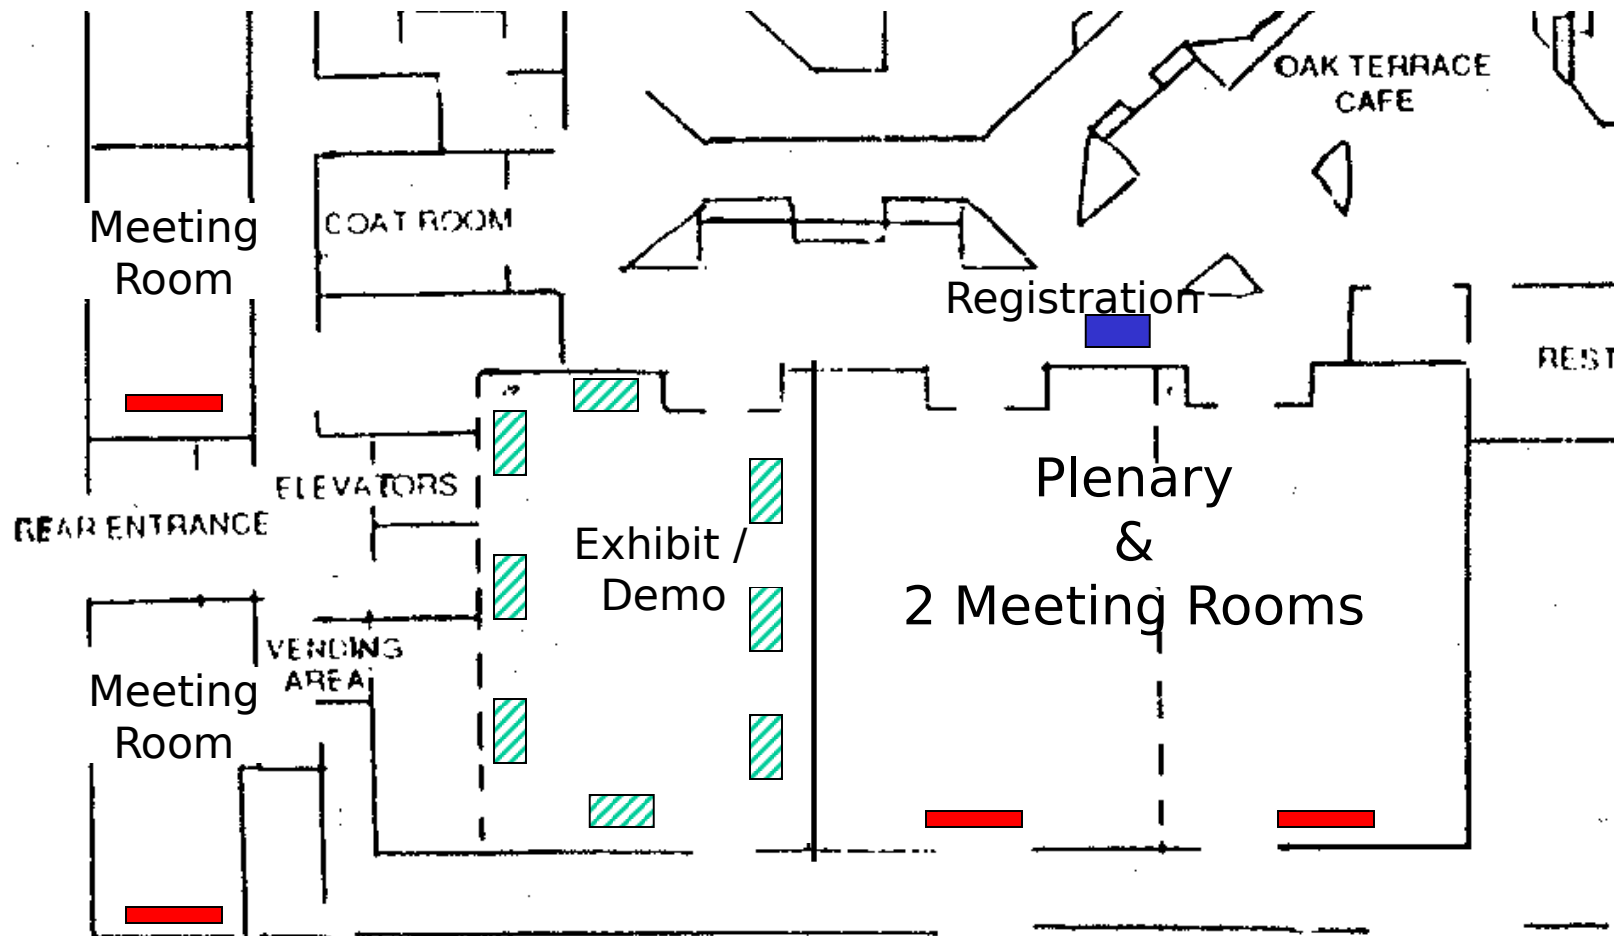 OAK TERRACE
CAFE
Meeting
Room
COAT ROOM
Registration
REST
Plenary
&
2 Meeting Rooms
ELEVATORS
REAR ENTRANCE
Exhibit /
Demo
VENDING
AREA
Meeting
Room